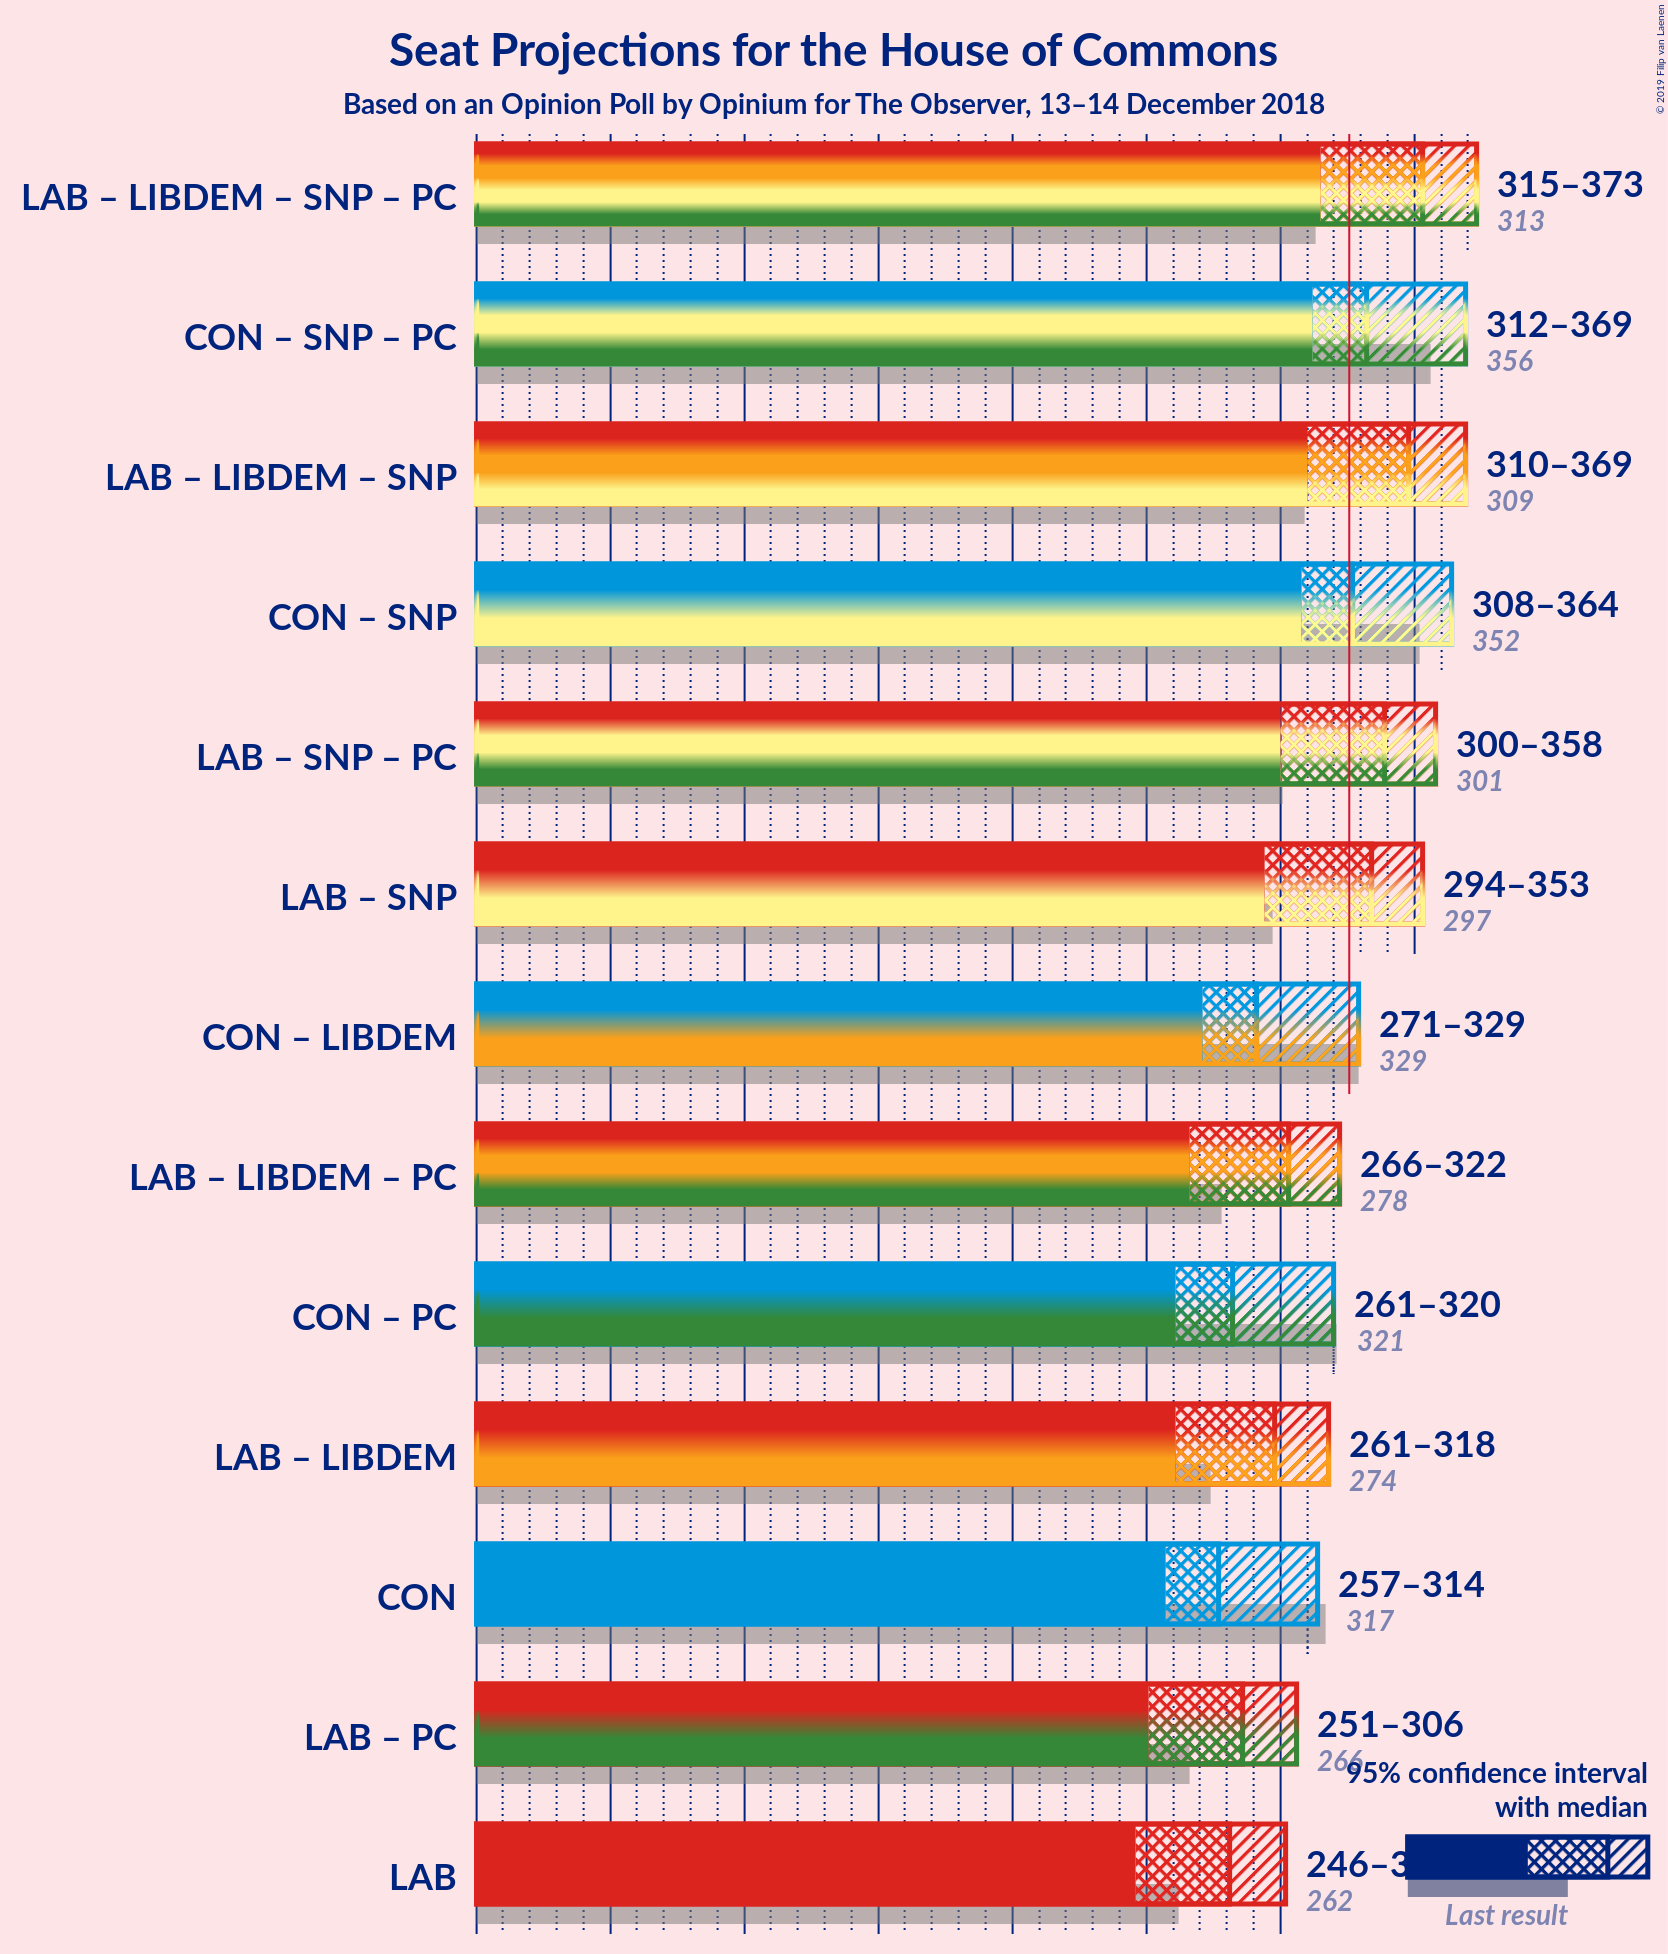 Seat Projections for the House of Commons
Based on an Opinion Poll by Opinium for The Observer, 13–14 December 2018
© 2019 Filip van Laenen
LAB – LIBDEM – SNP – PC
315–373
313
CON – SNP – PC
312–369
356
LAB – LIBDEM – SNP
310–369
309
CON – SNP
308–364
352
LAB – SNP – PC
300–358
301
LAB – SNP
294–353
297
CON – LIBDEM
271–329
329
LAB – LIBDEM – PC
266–322
278
CON – PC
261–320
321
LAB – LIBDEM
261–318
274
CON
257–314
317
LAB – PC
251–306
266
95% confidence interval
with median
LAB
246–3
262
Last result